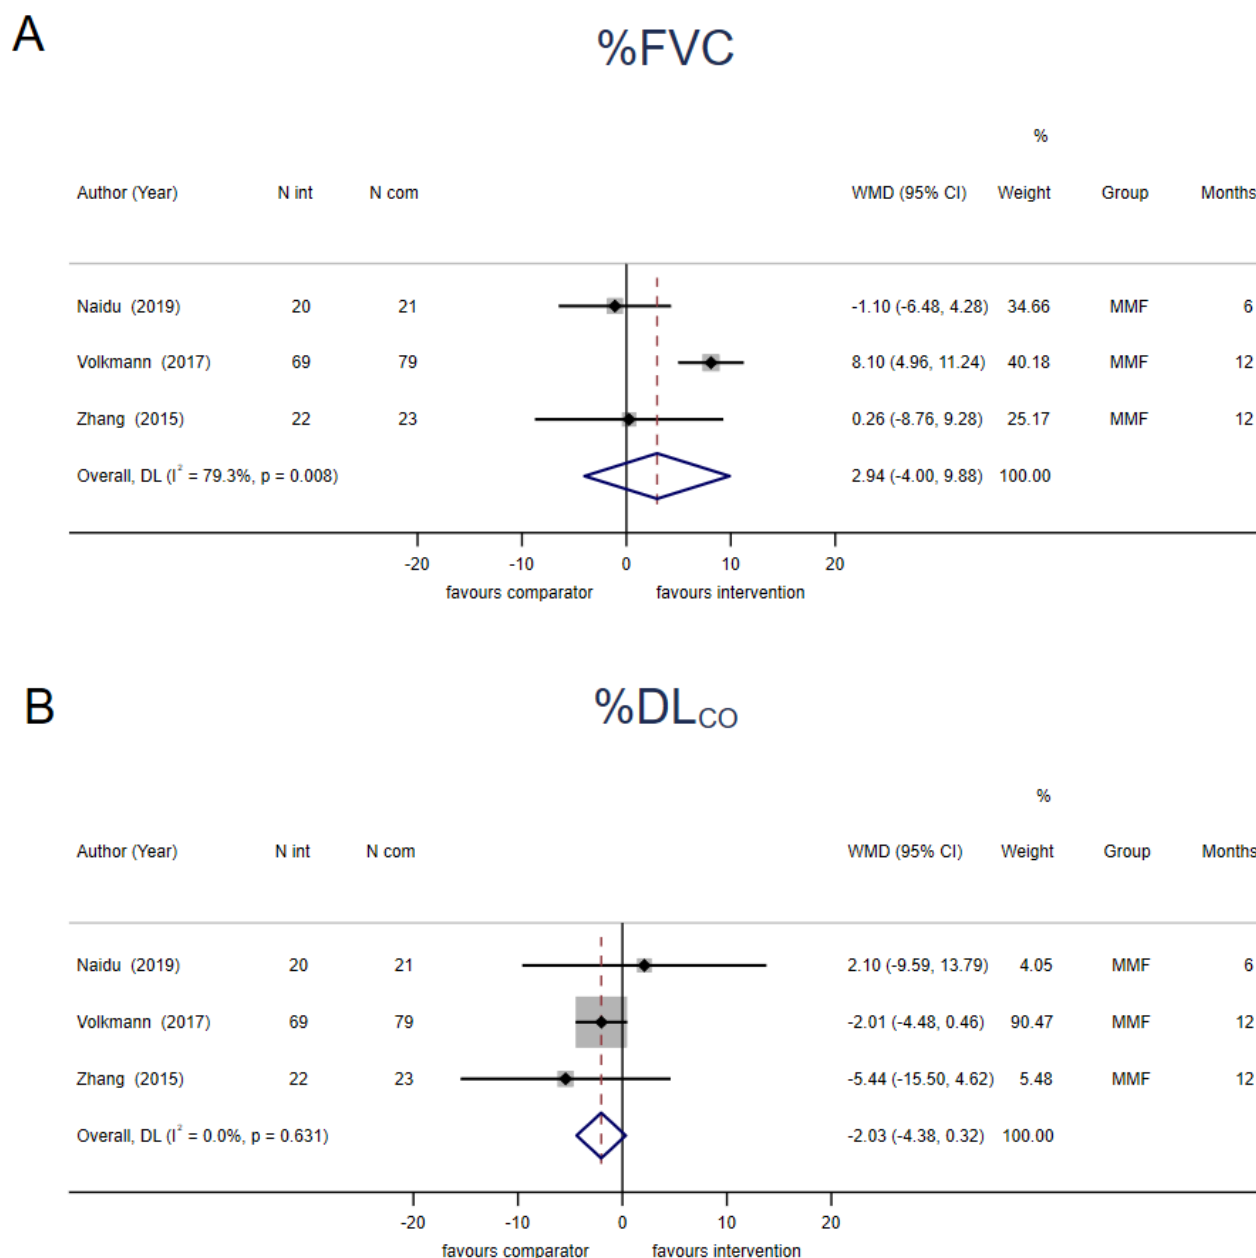 A
%FVC
%
Author (Year) N int N com WMD (95% CI) Weight Group Months
Naidu (2019) 20 21 -1.10 (-6.48, 4.28) 34.66 MMF 6
Volkmann (2017) 69 79 8.10 (4.96, 11.24) 40.18 MMF 12
Zhang (2015) 22 23 0.26 (-8.76, 9.28) 25.17 MMF 12
Overall, DL (I² = 79.3%, p = 0.008) 2.94 (-4.00, 9.88) 100.00
-20 -10 0 10 20
favours comparator favours intervention
B
%DLCO
%
Author (Year) N int N com WMD (95% CI) Weight Group Months
Naidu (2019) 20 21 2.10 (-9.59, 13.79) 4.05 MMF 6
Volkmann (2017) 69 79 -2.01 (-4.48, 0.46) 90.47 MMF 12
Zhang (2015) 22 23 -5.44 (-15.50, 4.62) 5.48 MMF 12
Overall, DL (I² = 0.0%, p = 0.631) -2.03 (-4.38, 0.32) 100.00
-20 -10 0 10 20
favours comparator favours intervention